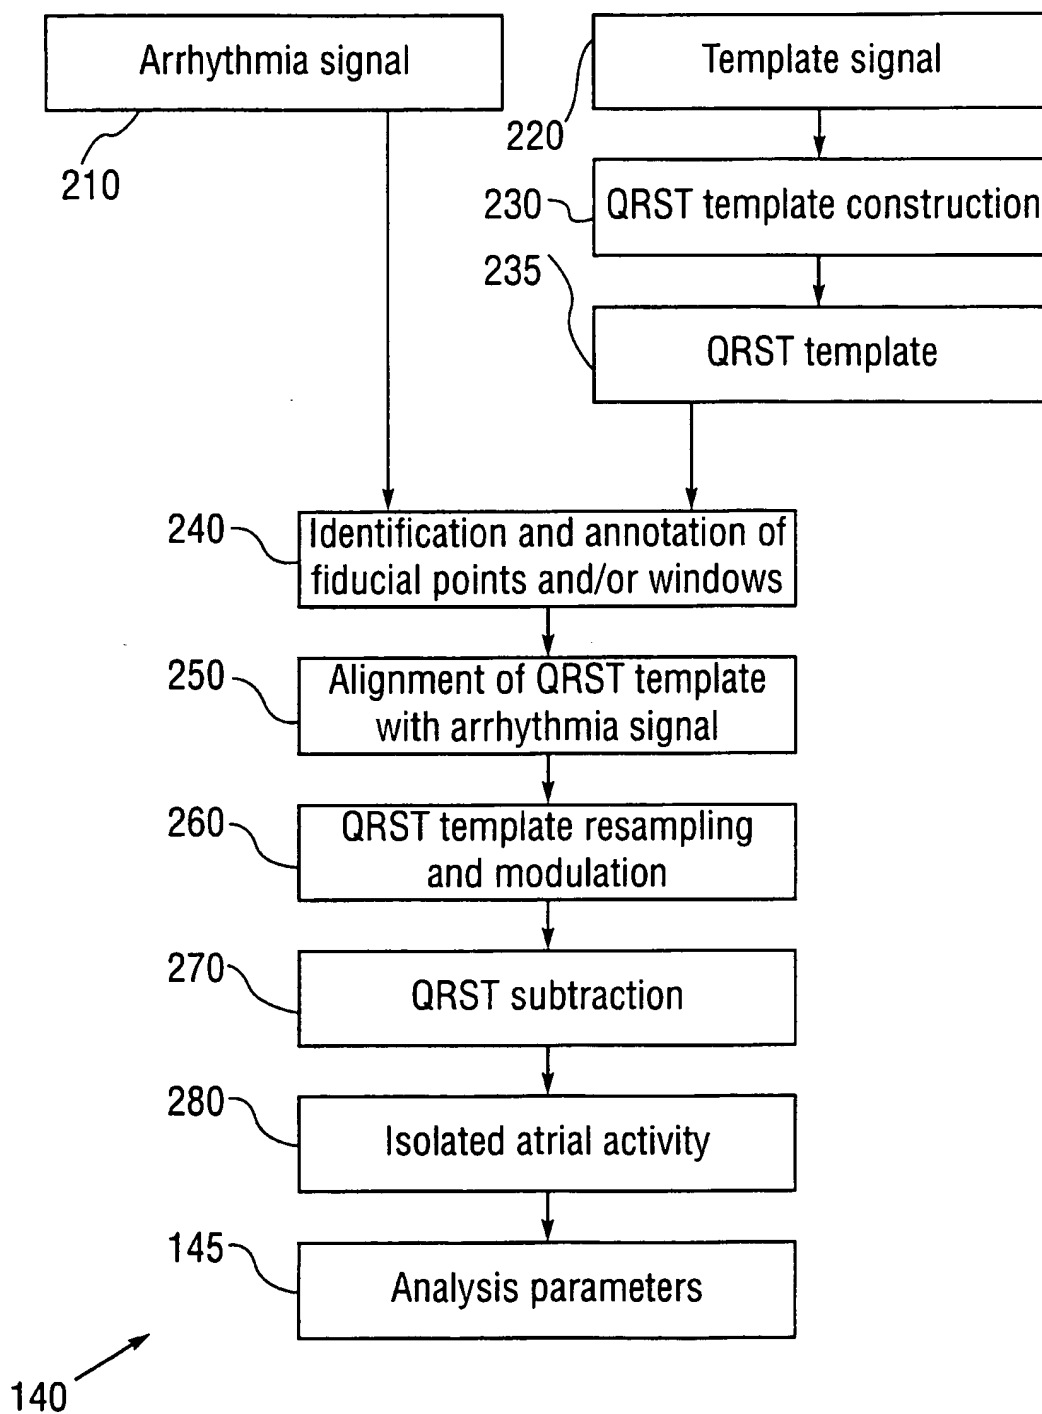 Arrhythmia signal
210
Template signal
220
QRST template construction
230
QRST template
235
Identification and annotation of
fiducial points and/or windows
240
Alignment of QRST template
with arrhythmia signal
250
QRST template resampling
and modulation
260
QRST subtraction
270
Isolated atrial activity
280
Analysis parameters
145
140